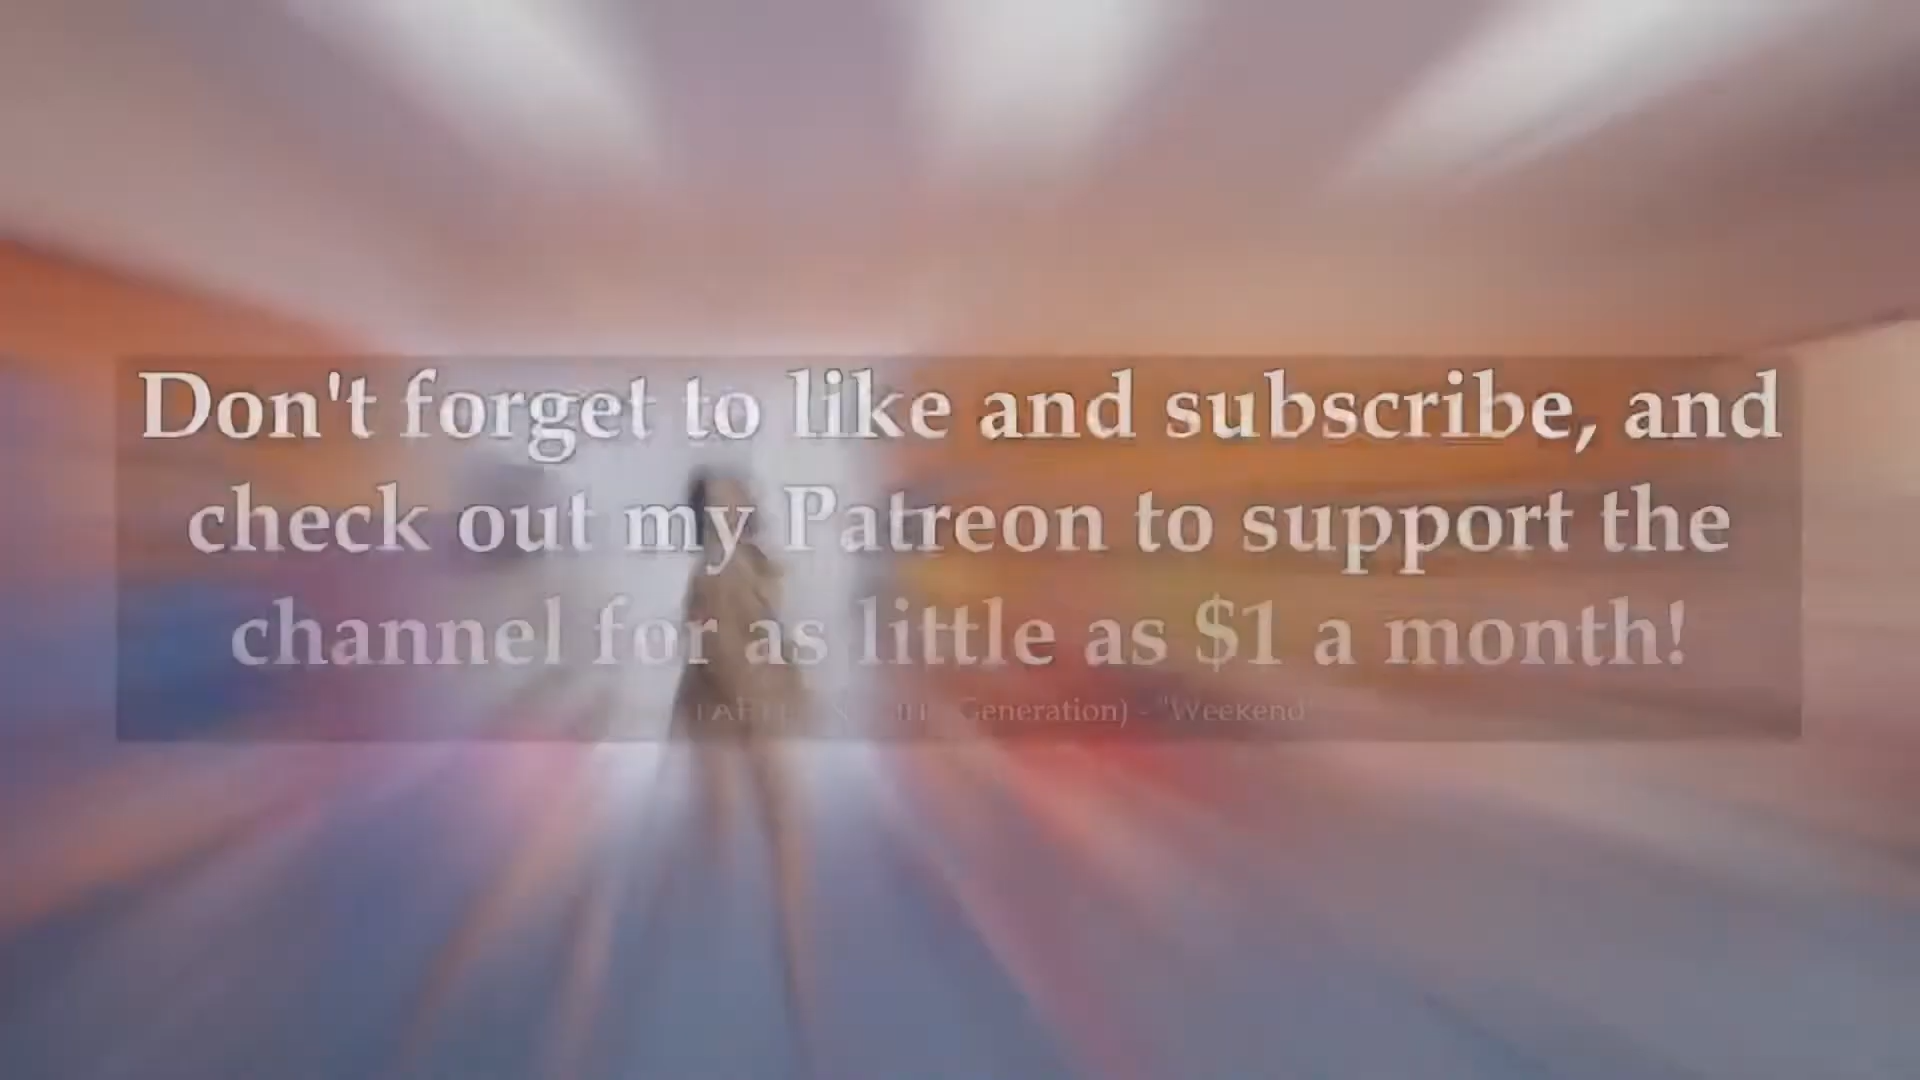 Don't forget to like and subscribe, and
check out my Patreon to support the
channel for as little as $1 a month!
Generation) - "Weekend"